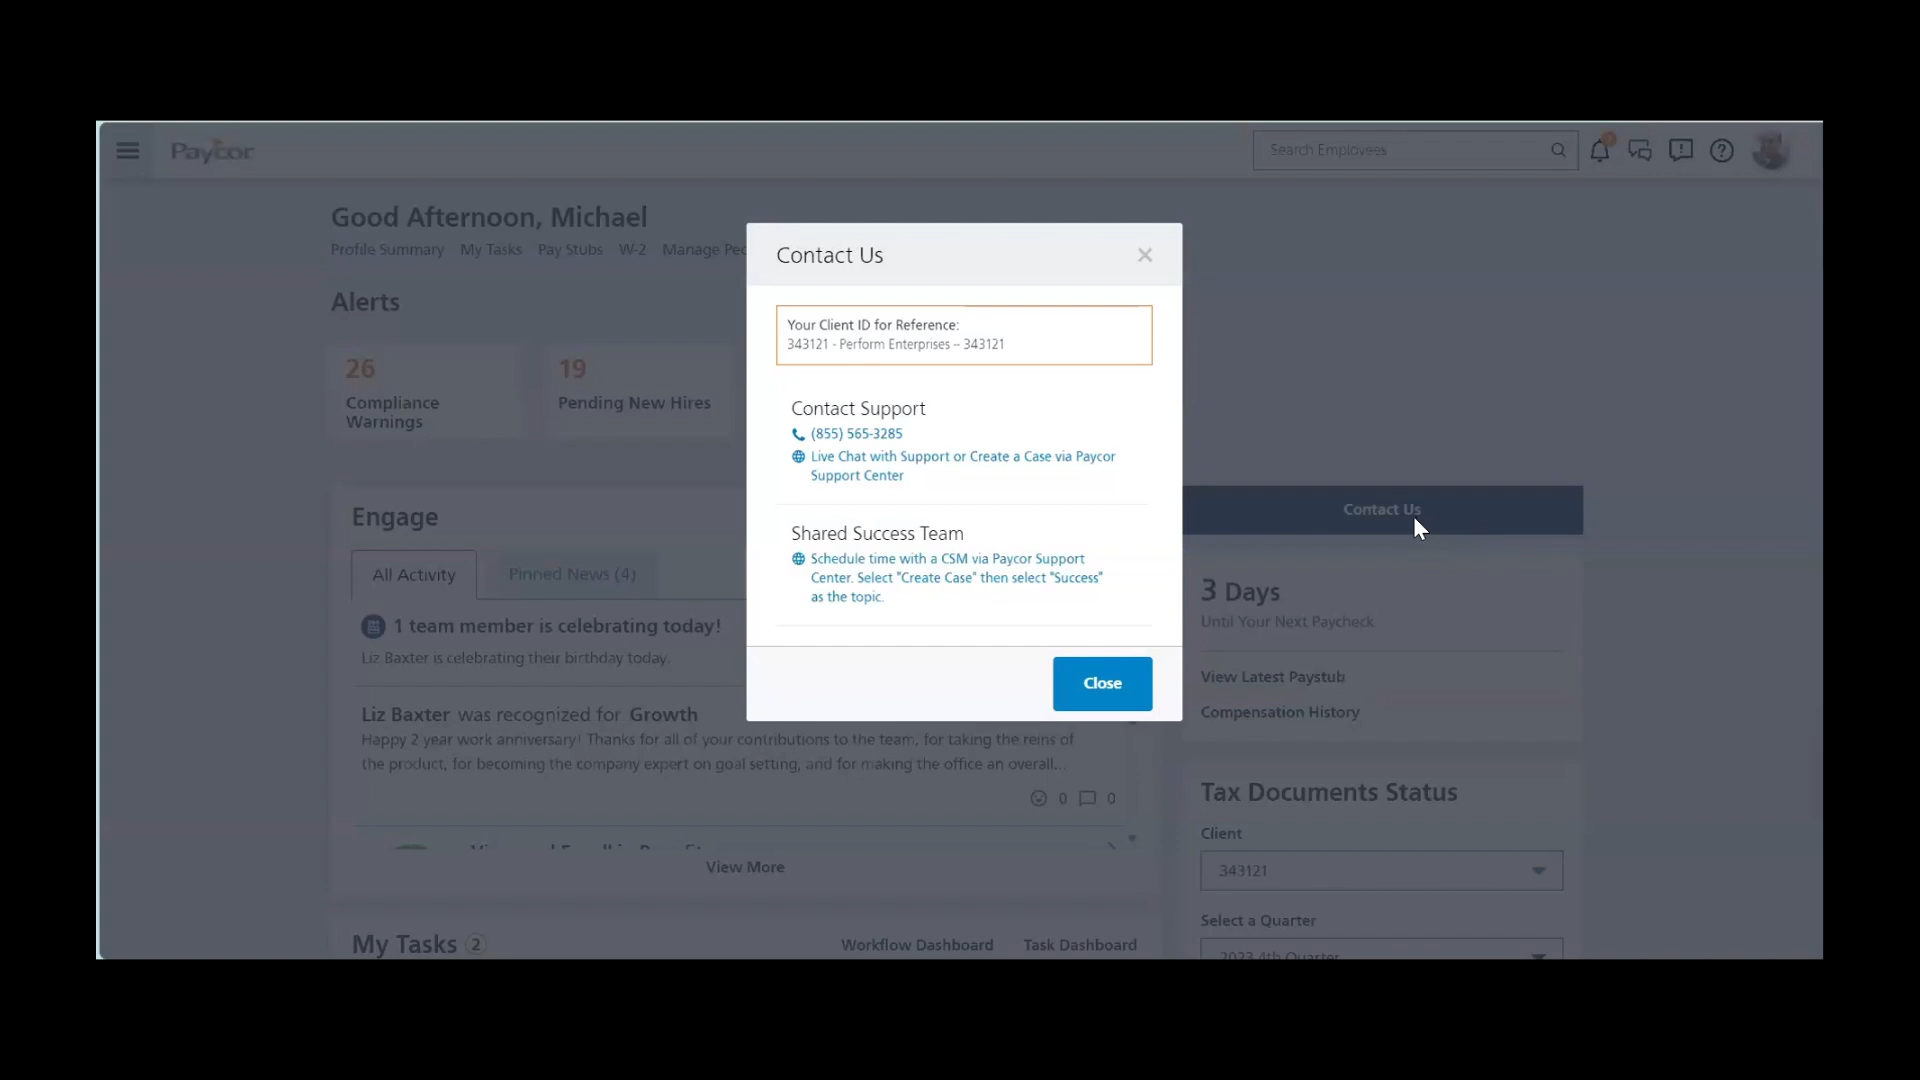 Paycor
Search Employees
Good Afternoon, Michael
Profile Summary My Tasks Pay Stubs W-2
Alerts
26
Compliance
Warnings
19
Pending New Hires
Contact Us
Your Client ID for Reference:
343121 - Perform Enterprises -- 343121
Contact Support
(855) 565-3285
Live Chat with Support or Create a Case via Paycor
Support Center
Shared Success Team
Schedule time with a CSM via Paycor Support
Center. Select "Create Case" then select "Success"
as the topic.
Close
Engage
All Activity Pinned News (4)
1 team member is celebrating today!
Liz Baxter is celebrating their birthday today.
Liz Baxter was recognized for Growth
Happy 2 year work anniversary! Thanks for all of your contributions to the team, for taking the reins of
the product, for becoming the company expert on goal setting, and for making the office an overall...
0 0
View More
My Tasks 2
Workflow Dashboard Task Dashboard
Contact Us
3 Days
Until Your Next Paycheck
View Latest Paystub
Compensation History
Tax Documents Status
Client
343121
Select a Quarter
2023 4th Quarter